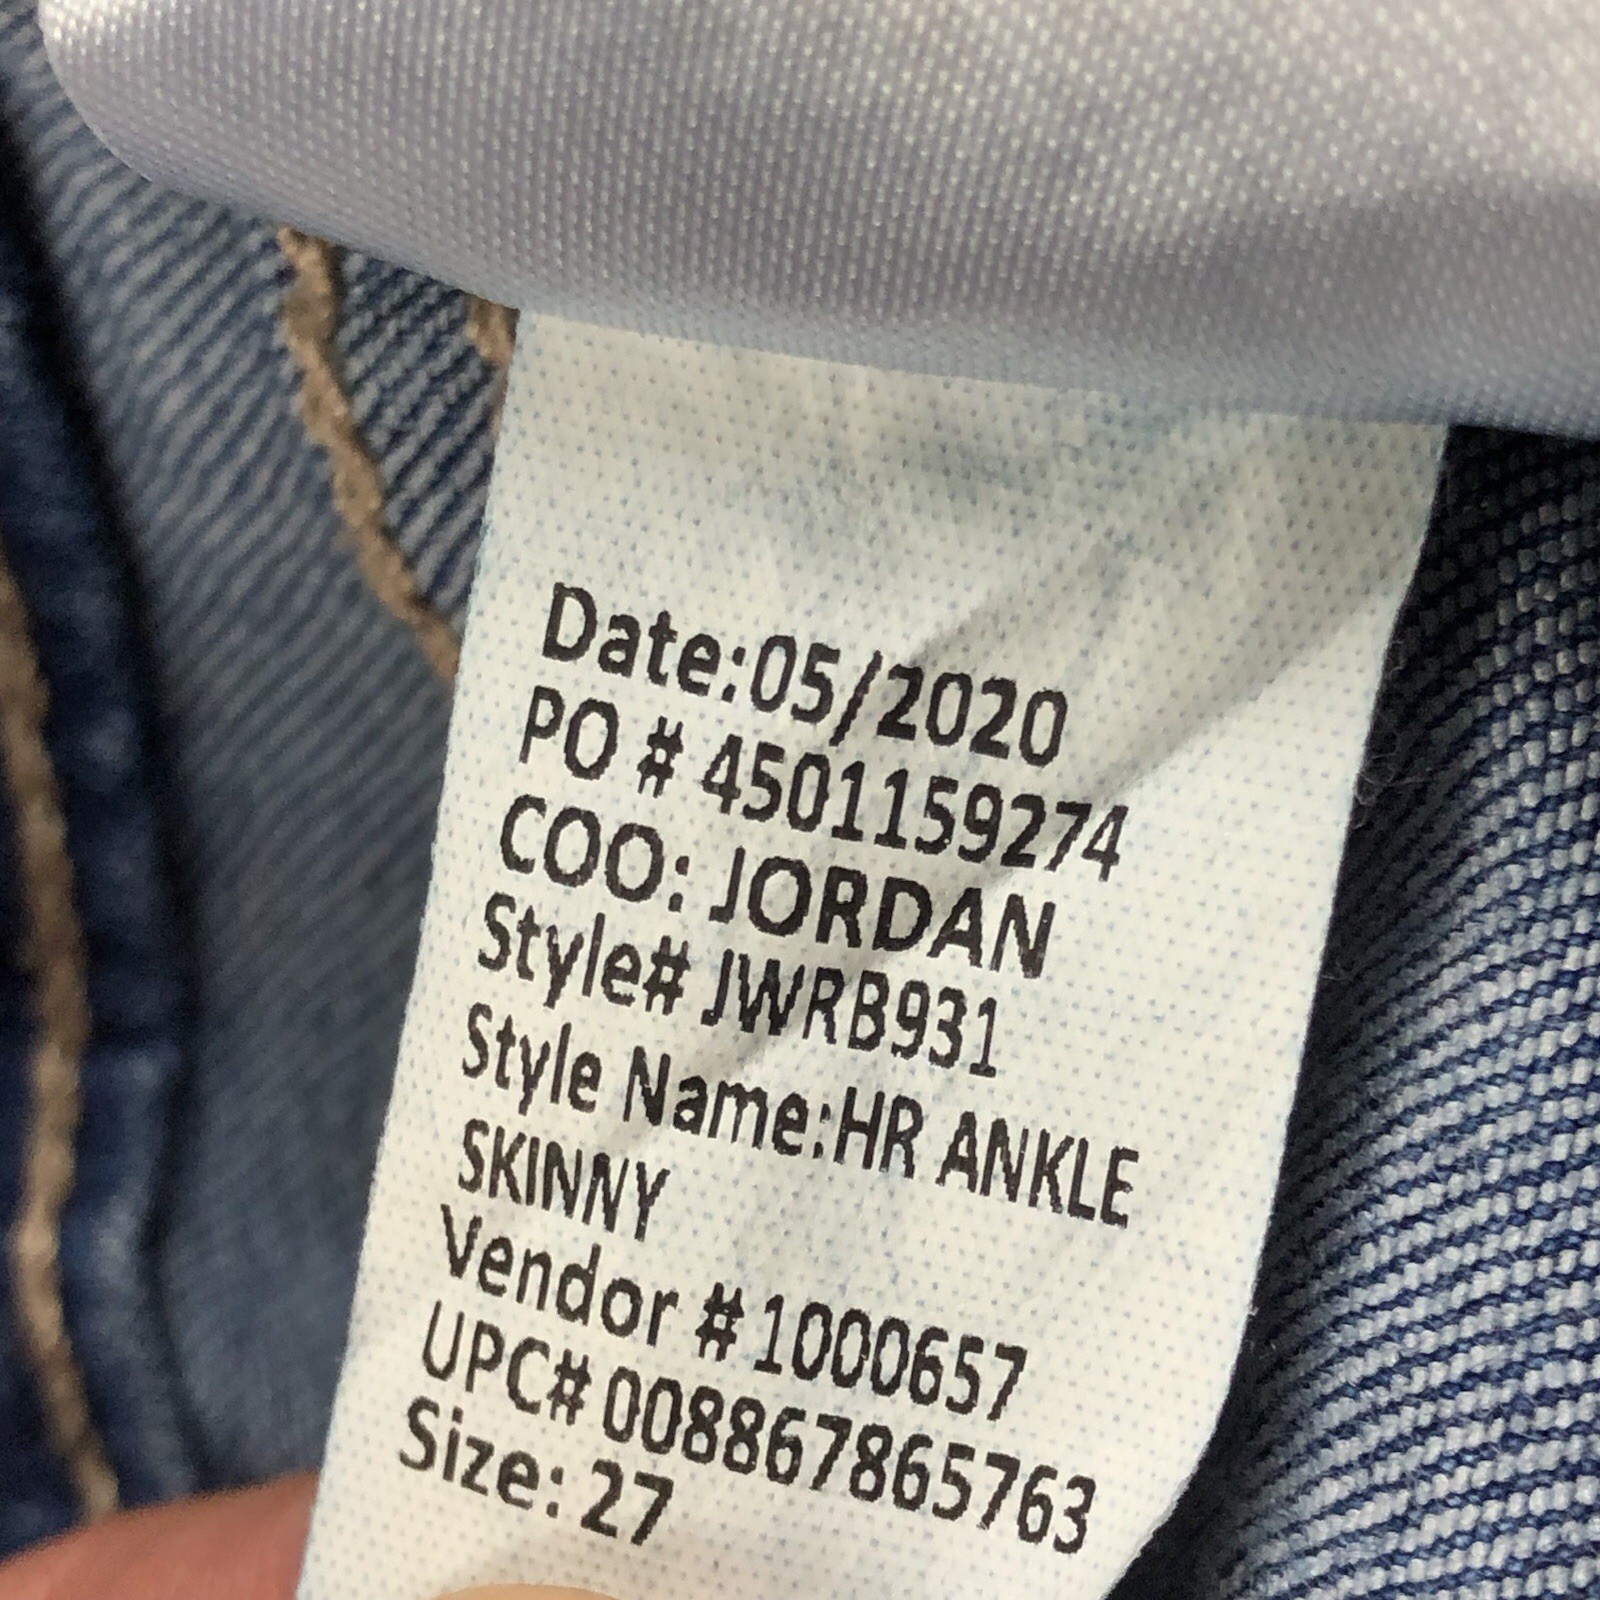 Date:05/2020
PO # 4501159274
COO: JORDAN
Style# JWRB931
Style Name:HR ANKLE
SKINNY
Vendor # 1000657
UPC# 008867865763
Size: 27